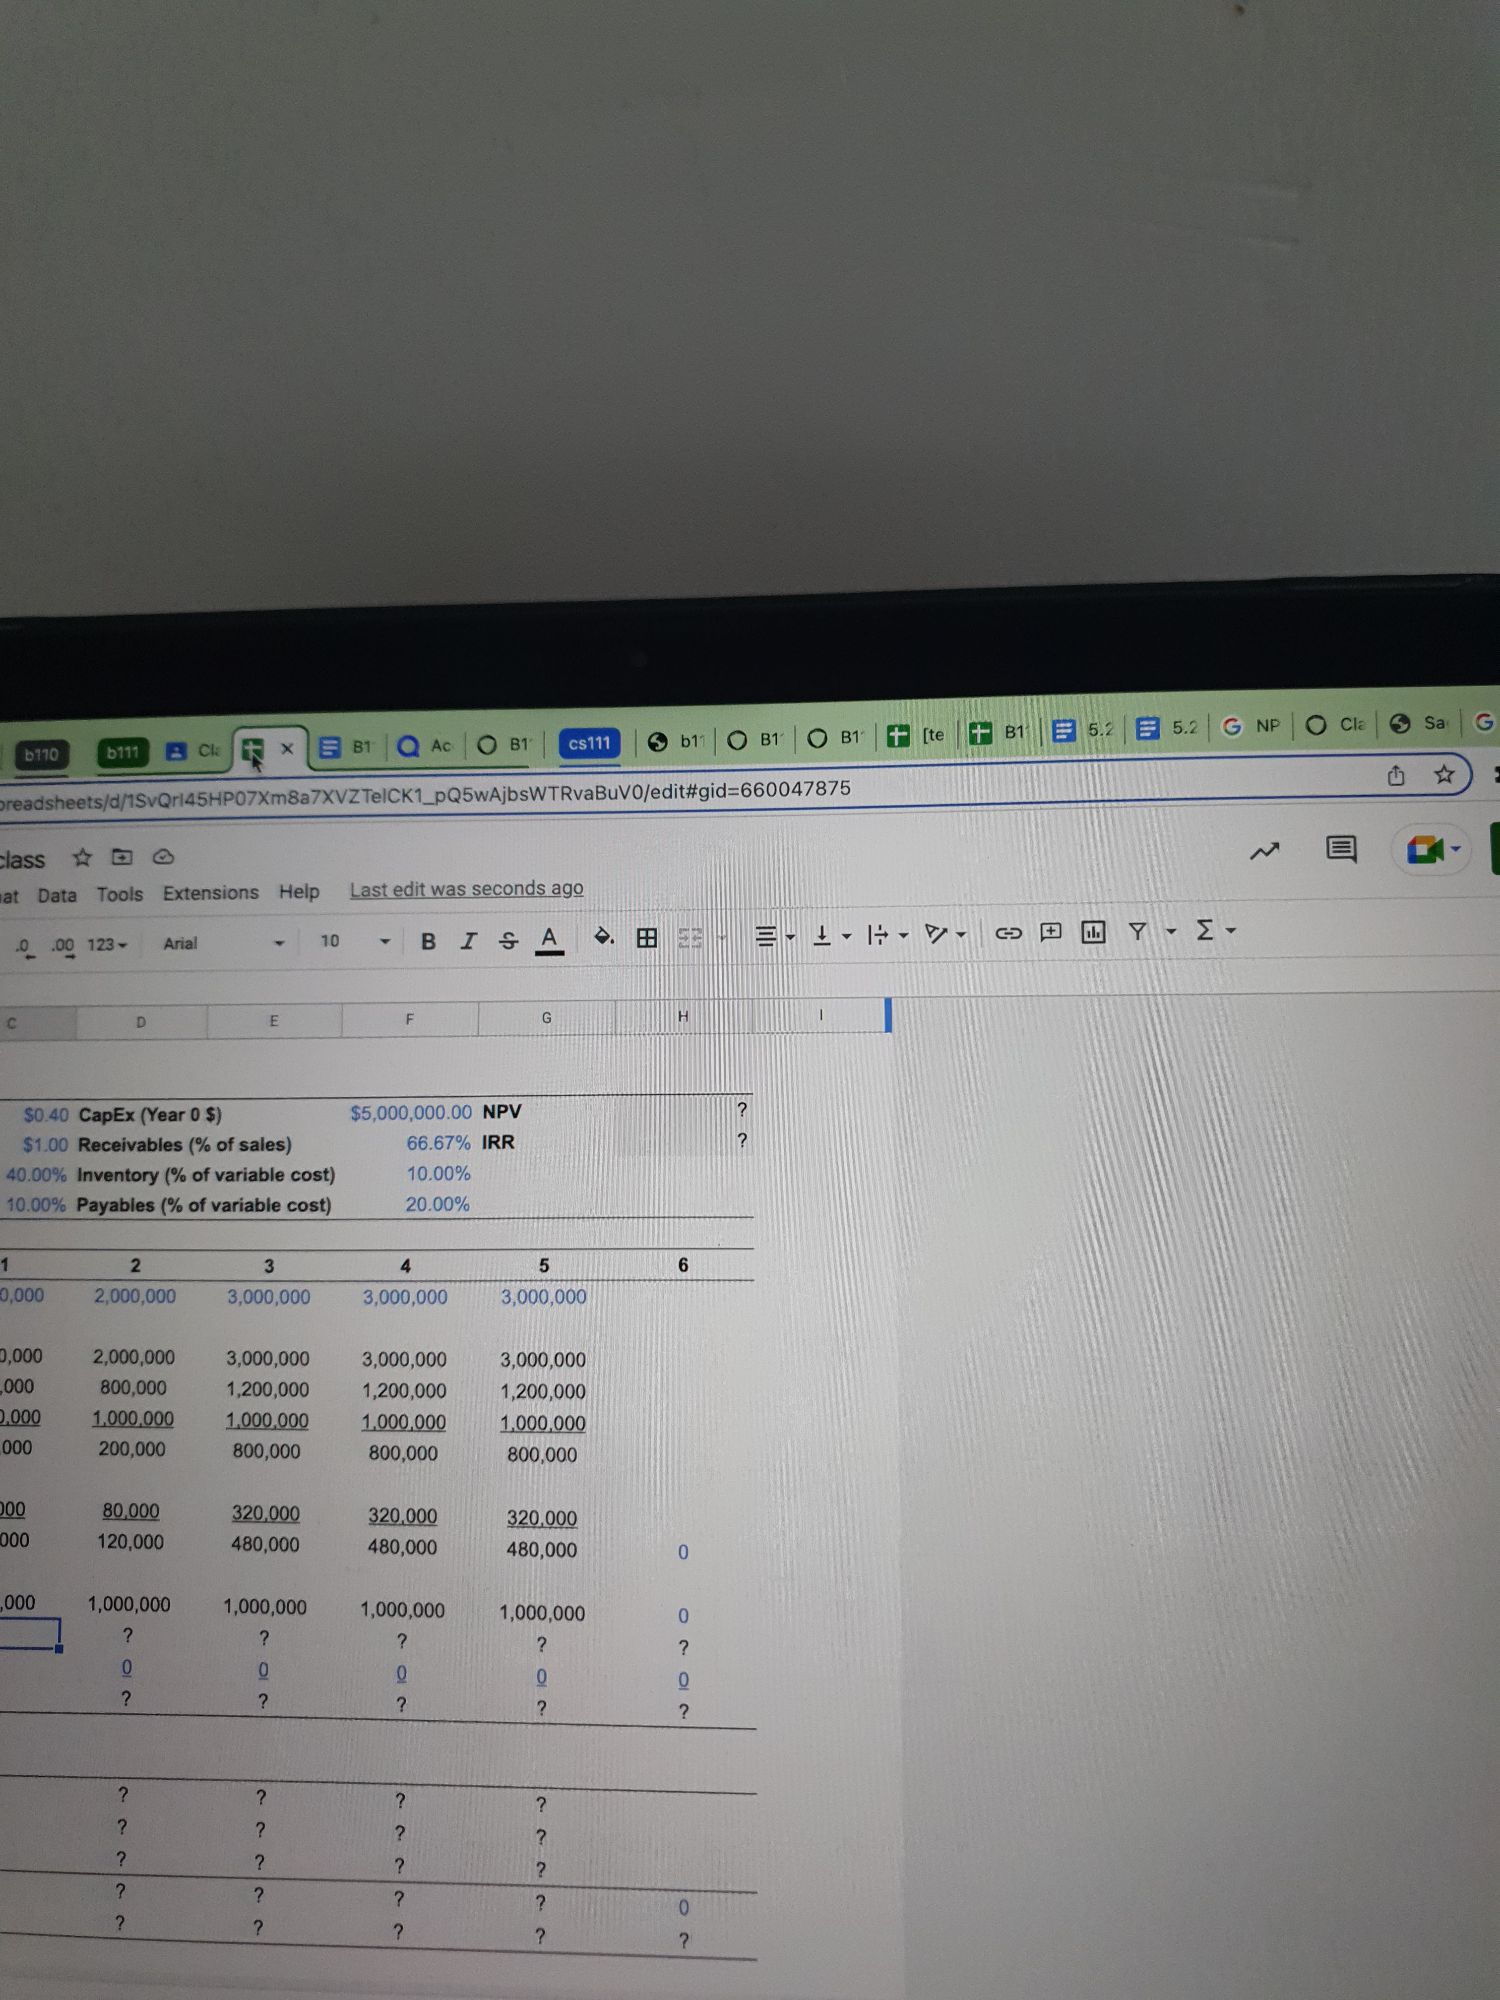 b110 b111 Cla × B1 Ac B1 cs111 b11 B1 B1 [te B1 5.2 5.2 NP Cla Sa
preadsheets/d/1SvQrI45HP07Xm8a7XVZTelCK1_pQ5wAjbsWTRvaBuV0/edit#gid=660047875
class
at Data Tools Extensions Help Last edit was seconds ago
.0 .00 123 Arial 10 B I S A Σ
C D E F G H I
$0.40 CapEx (Year 0 $) $5,000,000.00 NPV ?
$1.00 Receivables (% of sales) 66.67% IRR ?
40.00% Inventory (% of variable cost) 10.00%
10.00% Payables (% of variable cost) 20.00%
1 2 3 4 5 6
0,000 2,000,000 3,000,000 3,000,000 3,000,000
0,000 2,000,000 3,000,000 3,000,000 3,000,000
,000 800,000 1,200,000 1,200,000 1,200,000
0,000 1,000,000 1,000,000 1,000,000 1,000,000
000 200,000 800,000 800,000 800,000
000 80,000 320,000 320,000 320,000
000 120,000 480,000 480,000 480,000 0
,000 1,000,000 1,000,000 1,000,000 1,000,000 0
? ? ? ? ?
0 0 0 0 0
? ? ? ? ?
? ? ? ?
? ? ? ?
? ? ? ?
? ? ? ? 0
? ? ? ? ?